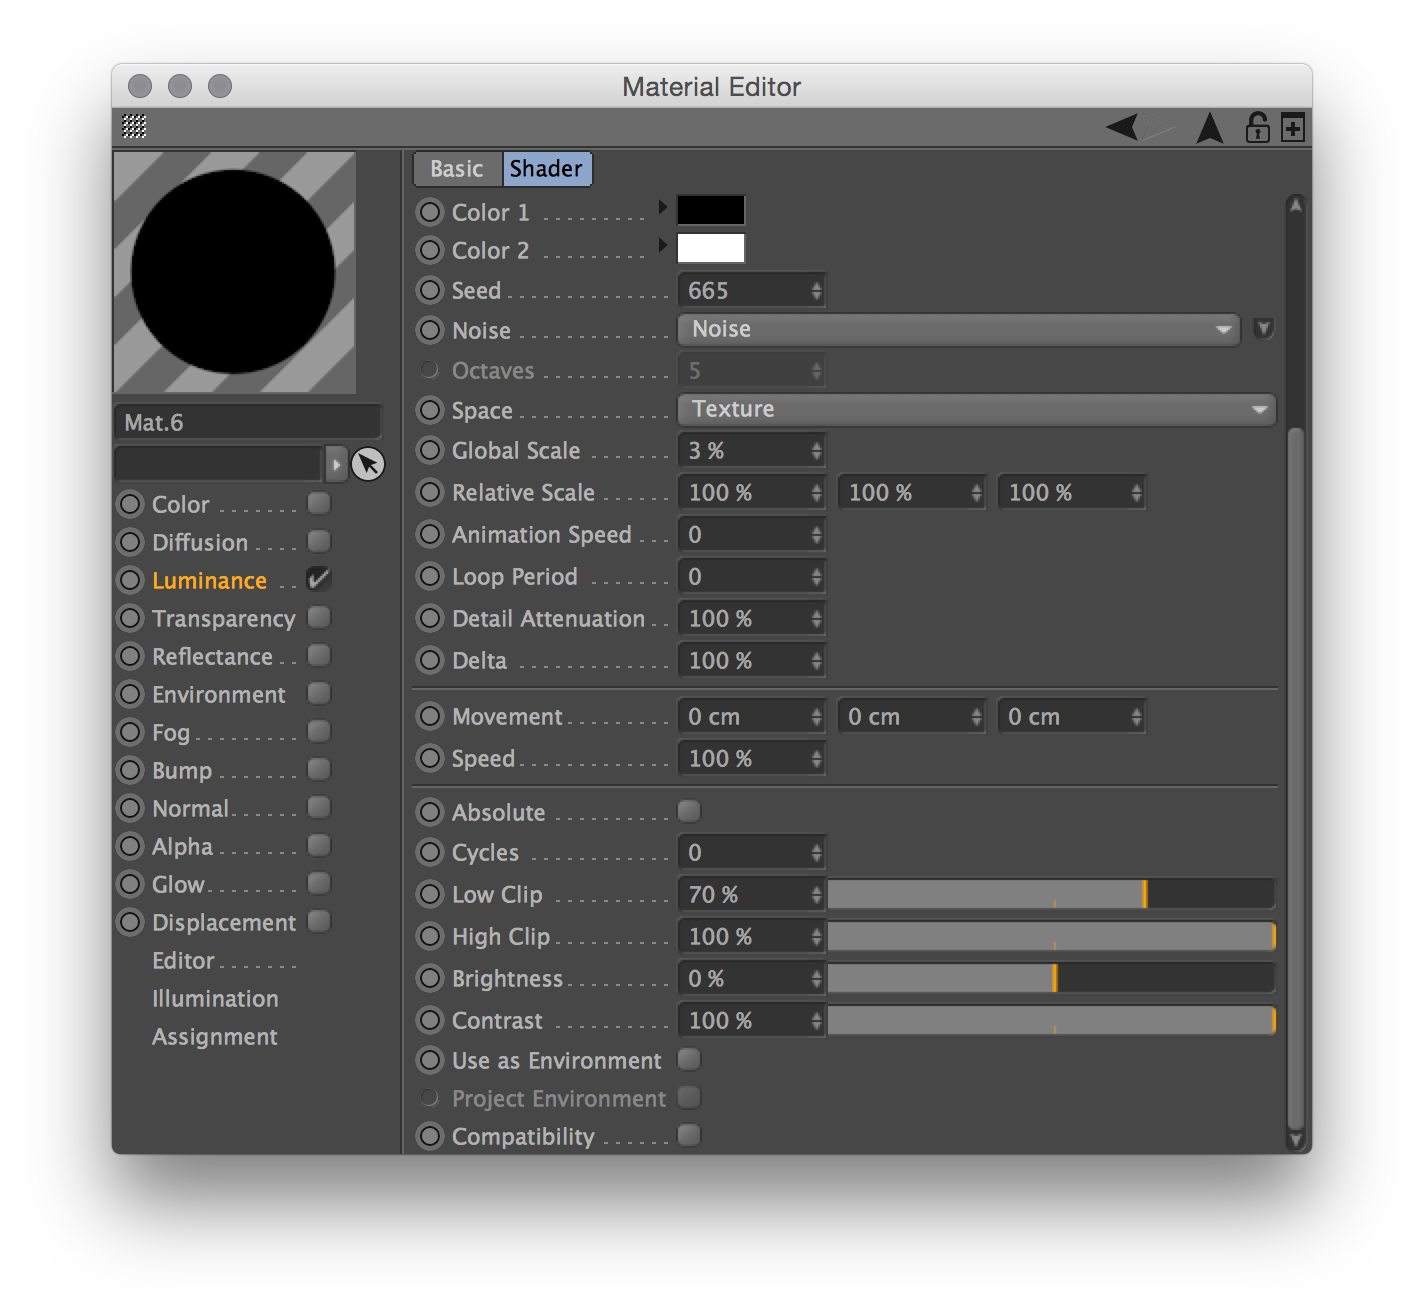 Material Editor
Basic Shader
Color 1
Color 2
Seed 665
Noise Noise
Octaves 5
Space Texture
Global Scale 3 %
Relative Scale 100 % 100 % 100 %
Animation Speed 0
Loop Period 0
Detail Attenuation 100 %
Delta 100 %
Movement 0 cm 0 cm 0 cm
Speed 100 %
Absolute
Cycles 0
Low Clip 70 %
High Clip 100 %
Brightness 0 %
Contrast 100 %
Use as Environment
Project Environment
Compatibility
Mat.6
Color
Diffusion
Luminance
Transparency
Reflectance
Environment
Fog
Bump
Normal
Alpha
Glow
Displacement
Editor
Illumination
Assignment